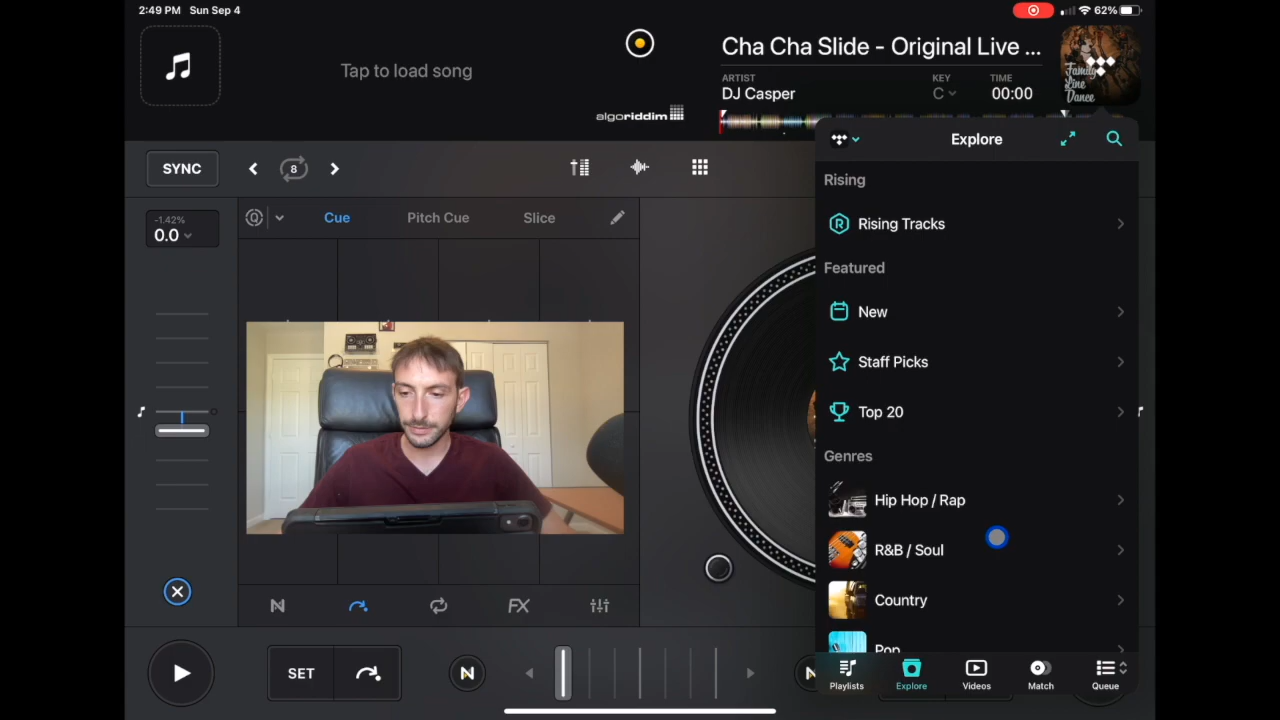 2:49 PM Sun Sep 4
62%
Tap to load song
algoriddim
Cha Cha Slide - Original Live ...
ARTIST
DJ Casper
KEY
C
TIME
00:00
Family
Line
Dance
SYNC
8
Explore
-1.42%
0.0
Cue
Pitch Cue
Slice
Rising
Rising Tracks
Featured
New
Staff Picks
Top 20
Genres
Hip Hop / Rap
R&B / Soul
Country
Pop
FX
SET
Playlists
Explore
Videos
Match
Queue